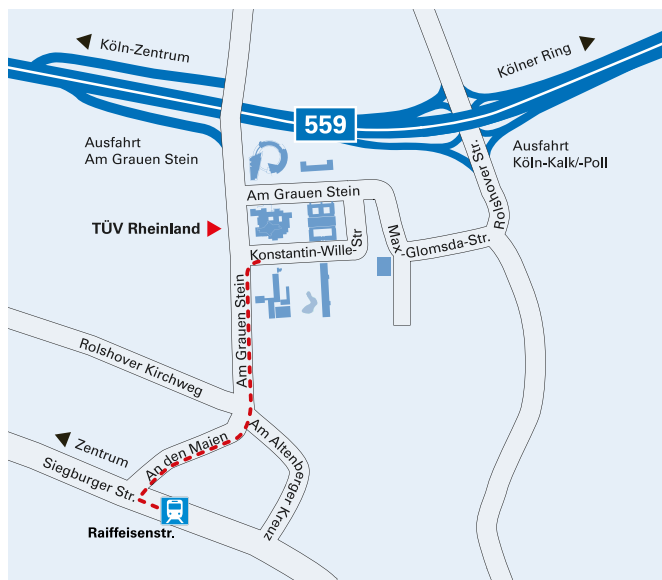 Köln-Zentrum
Kölner Ring
559
Ausfahrt
Am Grauen Stein
Ausfahrt
Köln-Kalk/-Poll
Rolshover Str.
Am Grauen Stein
TÜV Rheinland
Konstantin-Wille-
Str
Max-
Glomsda-Str.
Am Grauen Stein
Rolshover Kirchweg
Zentrum
An den Maien
Am Altenberger Kreuz
Siegburger Str.
Raiffeisenstr.